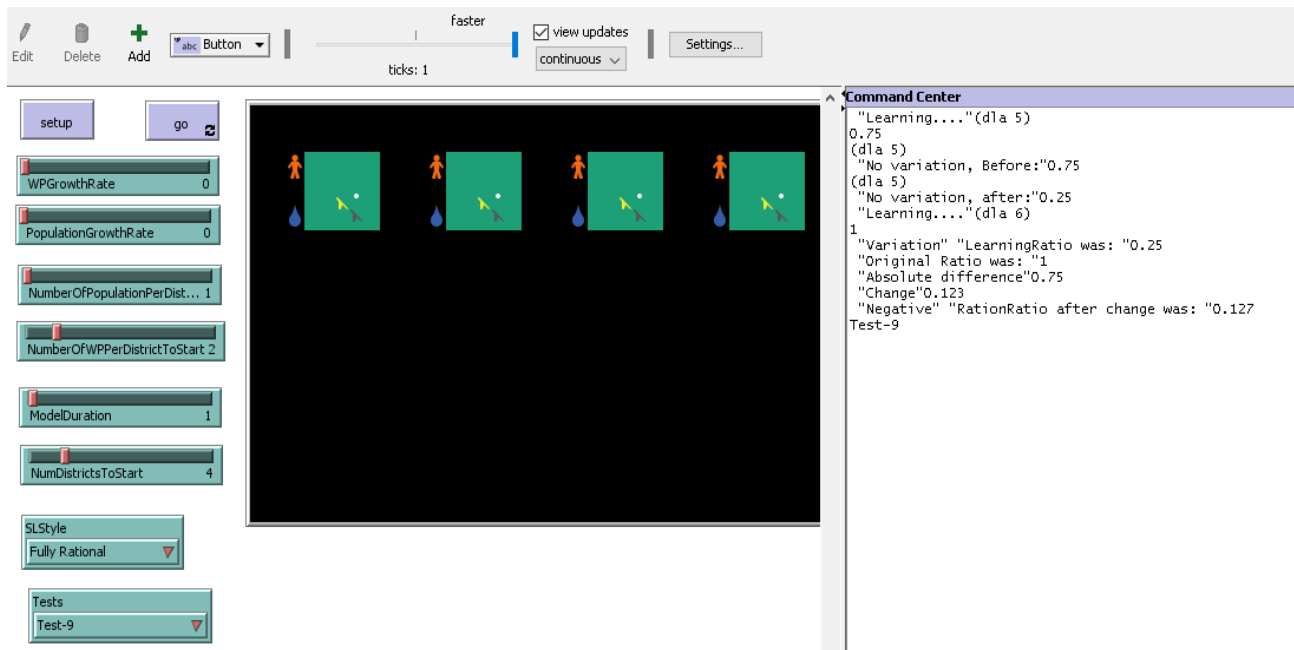 faster
Edit
Delete
Add
abc Button
ticks: 1
view updates
continuous
Settings...
setup
go
WPGrowthRate 0
PopulationGrowthRate 0
NumberOfPopulationPerDist... 1
NumberOfWPPerDistrictToStart 2
ModelDuration 1
NumDistrictsToStart 4
SLStyle
Fully Rational
Tests
Test-9
Command Center
"Learning...."(dla 5)
0.75
(dla 5)
"No variation, Before:"0.75
(dla 5)
"No variation, after:"0.25
"Learning...."(dla 6)
1
"Variation" "LearningRatio was: "0.25
"Original Ratio was: "1
"Absolute difference"0.75
"Change"0.123
"Negative" "RationRatio after change was: "0.127
Test-9